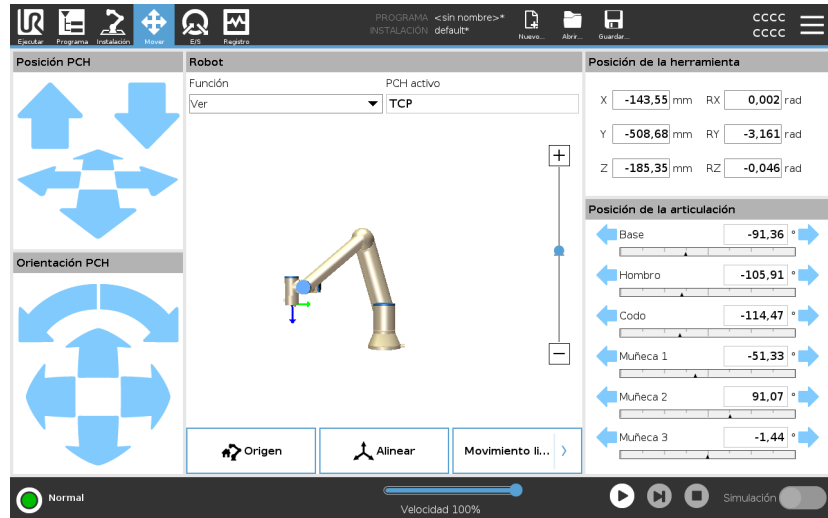 PROGRAMA <sin nombre>*
INSTALACIÓN default*
CCCC
CCCC
Ejecutar
Programa
Instalación
Mover
E/S
Registro
Nuevo...
Abrir...
Guardar...
Posición PCH
Robot
Posición de la herramienta
Función
PCH activo
Ver
TCP
X -143,55 mm RX 0,002 rad
Y -508,68 mm RY -3,161 rad
Z -185,35 mm RZ -0,046 rad
Posición de la articulación
Base -91,36 °
Hombro -105,91 °
Orientación PCH
Codo -114,47 °
Muñeca 1 -51,33 °
Muñeca 2 91,07 °
Muñeca 3 -1,44 °
Origen
Alinear
Movimiento li...
Normal
Velocidad 100%
Simulación